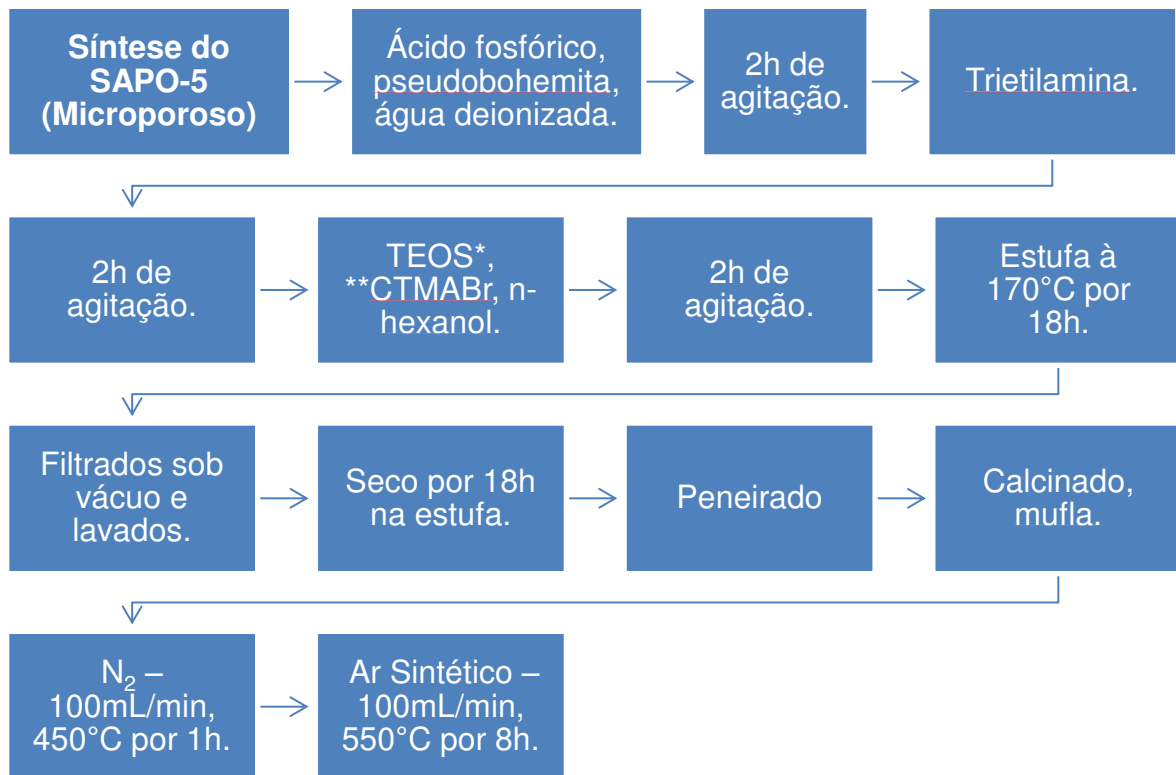 Síntese do
SAPO-5
(Microporoso)
Ácido fosfórico,
pseudobohemita,
água deionizada.
2h de
agitação.
Trietilamina.
2h de
agitação.
TEOS*,
**CTMABr, n-
hexanol.
2h de
agitação.
Estufa à
170°C por
18h.
Filtrados sob
vácuo e
lavados.
Seco por 18h
na estufa.
Peneirado
Calcinado,
mufla.
N₂ –
100mL/min,
450°C por 1h.
Ar Sintético –
100mL/min,
550°C por 8h.